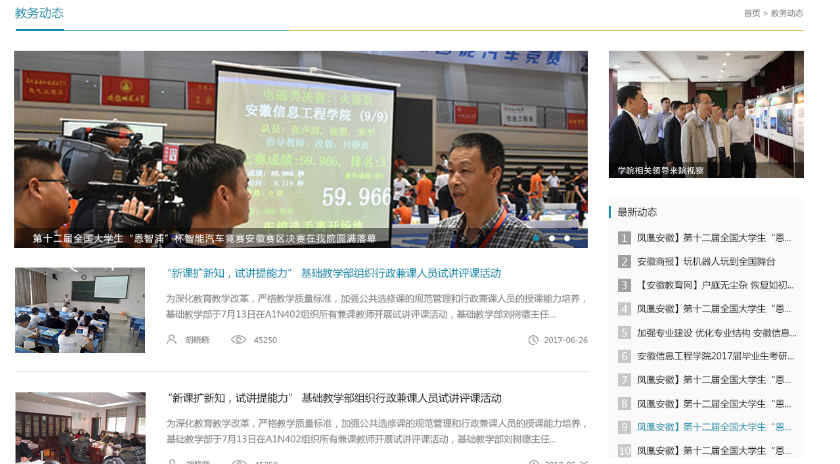 教务动态
首页 > 教务动态
电磁类决赛：火箭队
安徽信息工程学院 (9/9)
59.966
第十二届全国大学生“恩智浦”杯智能汽车竞赛安徽赛区决赛在我院圆满落幕
学院相关领导来院视察
“新课扩新知，试讲提能力” 基础教学部组织行政兼课人员试讲评课活动
为深化教育教学改革，严格教学质量标准，加强公共选修课的规范管理和行政兼课人员的授课能力培养，
基础教学部于7月13日在A1N402组织所有兼课教师开展试讲评课活动，基础教学部刘树德主任...
胡晓晓 45250 2017-06-26
“新课扩新知，试讲提能力” 基础教学部组织行政兼课人员试讲评课活动
为深化教育教学改革，严格教学质量标准，加强公共选修课的规范管理和行政兼课人员的授课能力培养，
基础教学部于7月13日在A1N402组织所有兼课教师开展试讲评课活动，基础教学部刘树德主任...
最新动态
1 凤凰安徽】第十二届全国大学生“恩...
2 安徽商报】玩机器人玩到全国舞台
3 【安徽教育网】户庭无尘杂 恢复如初...
4 凤凰安徽】第十二届全国大学生“恩...
5 加强专业建设 优化专业结构 安徽信息...
6 安徽信息工程学院2017届毕业生考研...
7 凤凰安徽】第十二届全国大学生“恩...
8 凤凰安徽】第十二届全国大学生“恩...
9 凤凰安徽】第十二届全国大学生“恩...
10 凤凰安徽】第十二届全国大学生“恩...